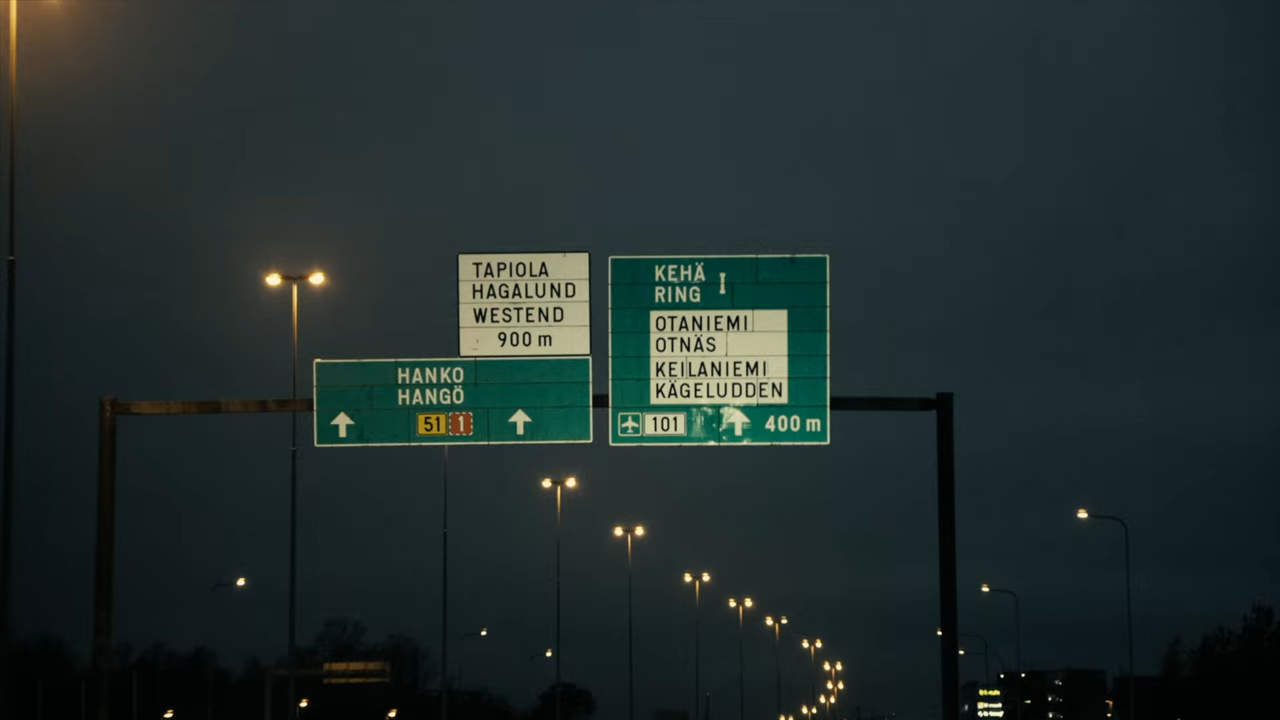 TAPIOLA
HAGALUND
WESTEND
900 m
HANKO
HANGÖ
51 1
KEHÄ I
RING
OTANIEMI
OTNÄS
KEILANIEMI
KÄGELUDDEN
101 400 m